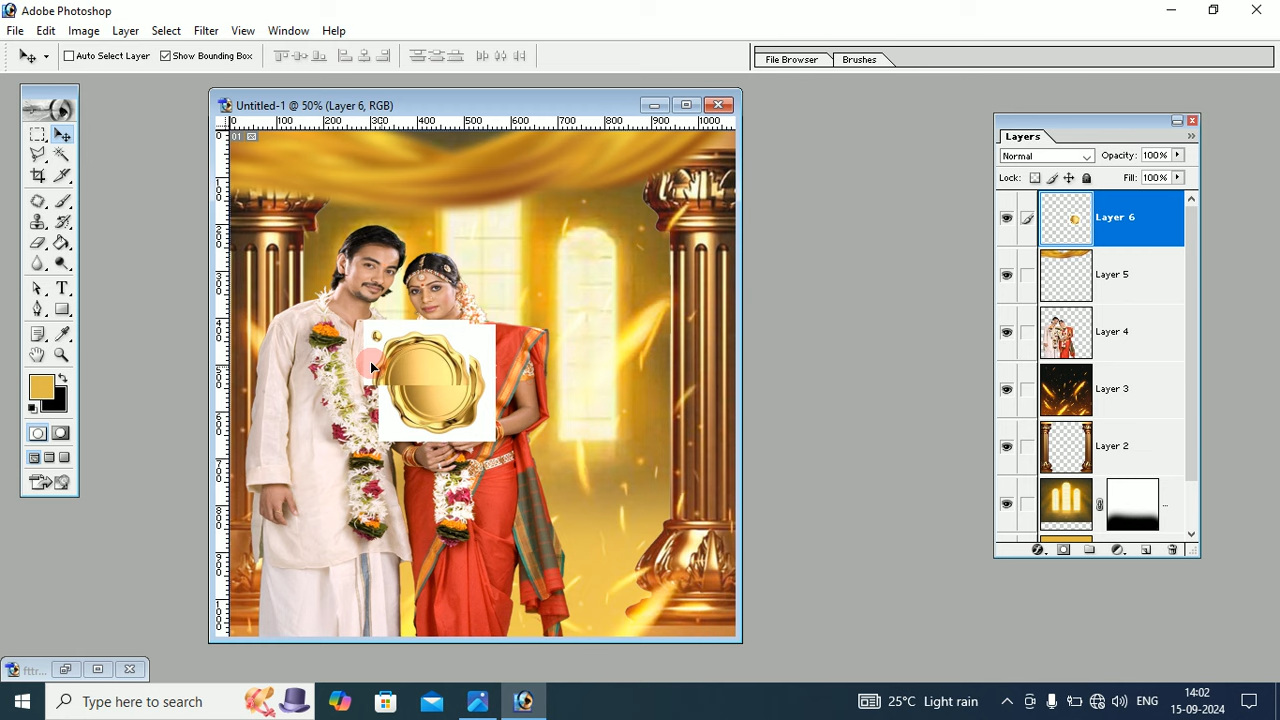 Adobe Photoshop
File Edit Image Layer Select Filter View Window Help
Auto Select Layer Show Bounding Box
File Browser Brushes
Untitled-1 @ 50% (Layer 6, RGB)
0 100 200 300 400 500 600 700 800 900 1000
01
Layers
Normal Opacity: 100%
Lock: Fill: 100%
Layer 6
Layer 5
Layer 4
Layer 3
Layer 2
...
fttr...
Type here to search
25°C Light rain
ENG
14:02
15-09-2024